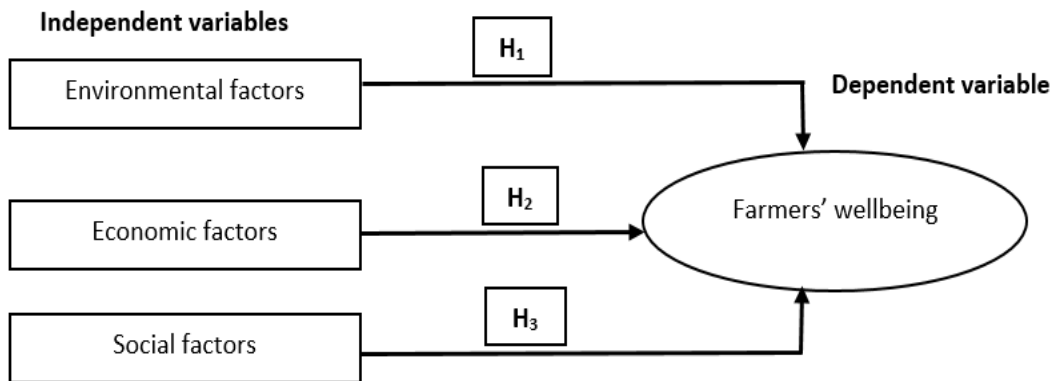 Independent variables
H₁
Environmental factors
Dependent variable
H₂
Farmers’ wellbeing
Economic factors
H₃
Social factors